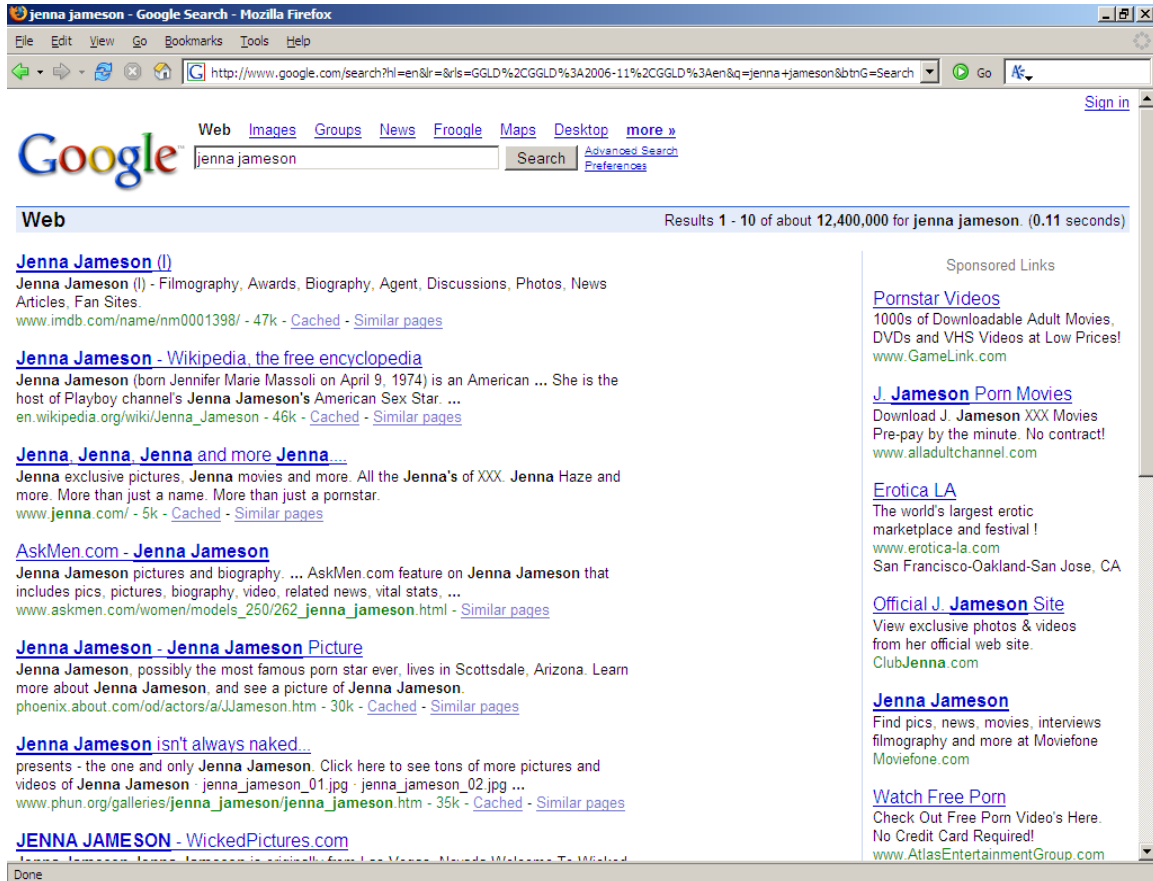 jenna jameson - Google Search - Mozilla Firefox
File Edit View Go Bookmarks Tools Help
http://www.google.com/search?hl=en&lr=&rls=GGLD%2CGGLD%3A2006-11%2CGGLD%3Aen&q=jenna+jameson&btnG=Search Go
Sign in
Web Images Groups News Froogle Maps Desktop more »
Google™ jenna jameson Search Advanced Search
Preferences
Web Results 1 - 10 of about 12,400,000 for jenna jameson. (0.11 seconds)
Jenna Jameson (I)
Jenna Jameson (I) - Filmography, Awards, Biography, Agent, Discussions, Photos, News
Articles, Fan Sites.
www.imdb.com/name/nm0001398/ - 47k - Cached - Similar pages
Jenna Jameson - Wikipedia, the free encyclopedia
Jenna Jameson (born Jennifer Marie Massoli on April 9, 1974) is an American ... She is the
host of Playboy channel's Jenna Jameson's American Sex Star. ...
en.wikipedia.org/wiki/Jenna_Jameson - 46k - Cached - Similar pages
Jenna, Jenna, Jenna and more Jenna....
Jenna exclusive pictures, Jenna movies and more. All the Jenna's of XXX. Jenna Haze and
more. More than just a name. More than just a pornstar.
www.jenna.com/ - 5k - Cached - Similar pages
AskMen.com - Jenna Jameson
Jenna Jameson pictures and biography. ... AskMen.com feature on Jenna Jameson that
includes pics, pictures, biography, video, related news, vital stats, ...
www.askmen.com/women/models_250/262_jenna_jameson.html - Similar pages
Jenna Jameson - Jenna Jameson Picture
Jenna Jameson, possibly the most famous porn star ever, lives in Scottsdale, Arizona. Learn
more about Jenna Jameson, and see a picture of Jenna Jameson.
phoenix.about.com/od/actors/a/JJameson.htm - 30k - Cached - Similar pages
Jenna Jameson isn't always naked...
presents - the one and only Jenna Jameson. Click here to see tons of more pictures and
videos of Jenna Jameson · jenna_jameson_01.jpg · jenna_jameson_02.jpg ...
www.phun.org/galleries/jenna_jameson/jenna_jameson.htm - 35k - Cached - Similar pages
JENNA JAMESON - WickedPictures.com
Sponsored Links
Pornstar Videos
1000s of Downloadable Adult Movies,
DVDs and VHS Videos at Low Prices!
www.GameLink.com
J. Jameson Porn Movies
Download J. Jameson XXX Movies
Pre-pay by the minute. No contract!
www.alladultchannel.com
Erotica LA
The world's largest erotic
marketplace and festival !
www.erotica-la.com
San Francisco-Oakland-San Jose, CA
Official J. Jameson Site
View exclusive photos & videos
from her official web site.
ClubJenna.com
Jenna Jameson
Find pics, news, movies, interviews
filmography and more at Moviefone
Moviefone.com
Watch Free Porn
Check Out Free Porn Video's Here.
No Credit Card Required!
www.AtlasEntertainmentGroup.com
Done